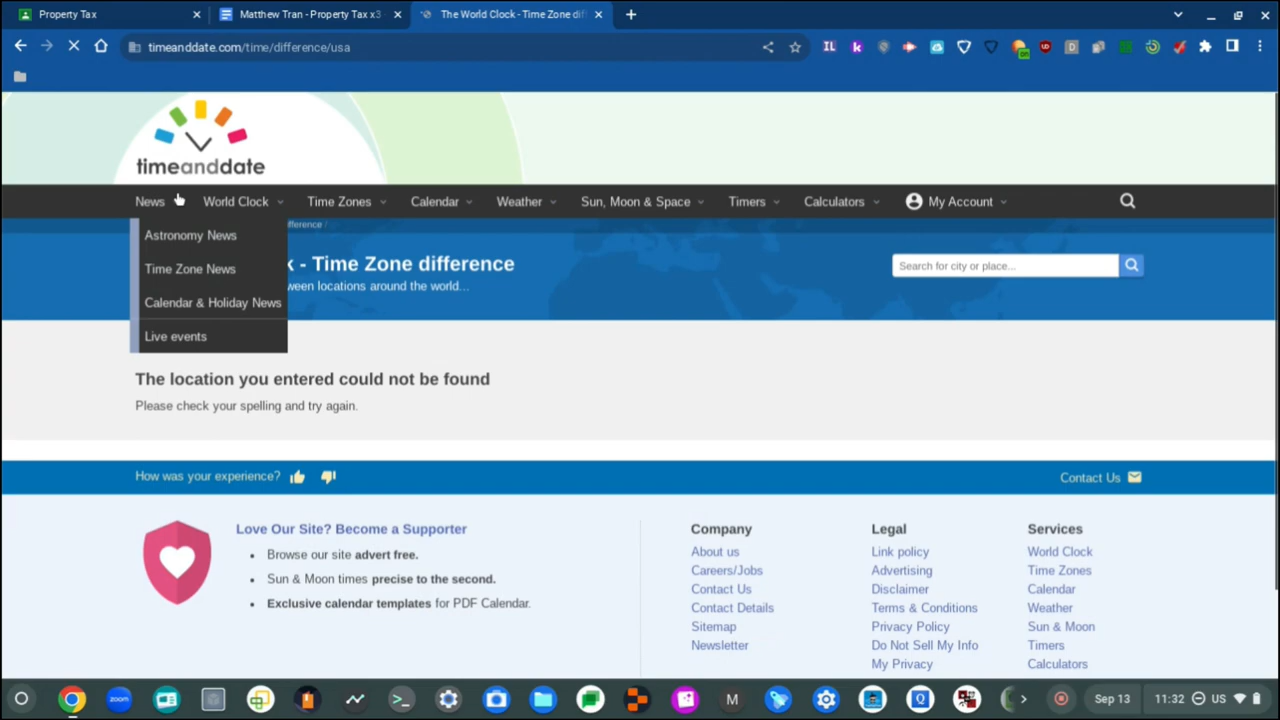 Property Tax
Matthew Tran - Property Tax x3
The World Clock - Time Zone dif
timeanddate.com/time/difference/usa
timeanddate
News
World Clock
Time Zones
Calendar
Weather
Sun, Moon & Space
Timers
Calculators
My Account
Astronomy News
Time Zone News
Calendar & Holiday News
Live events
ifference /
k - Time Zone difference
ween locations around the world...
Search for city or place...
The location you entered could not be found
Please check your spelling and try again.
How was your experience?
Contact Us
Love Our Site? Become a Supporter
• Browse our site advert free.
• Sun & Moon times precise to the second.
• Exclusive calendar templates for PDF Calendar.
Company
About us
Careers/Jobs
Contact Us
Contact Details
Sitemap
Newsletter
Legal
Link policy
Advertising
Disclaimer
Terms & Conditions
Privacy Policy
Do Not Sell My Info
My Privacy
Services
World Clock
Time Zones
Calendar
Weather
Sun & Moon
Timers
Calculators
zoom
M
Q
Sep 13
11:32
US